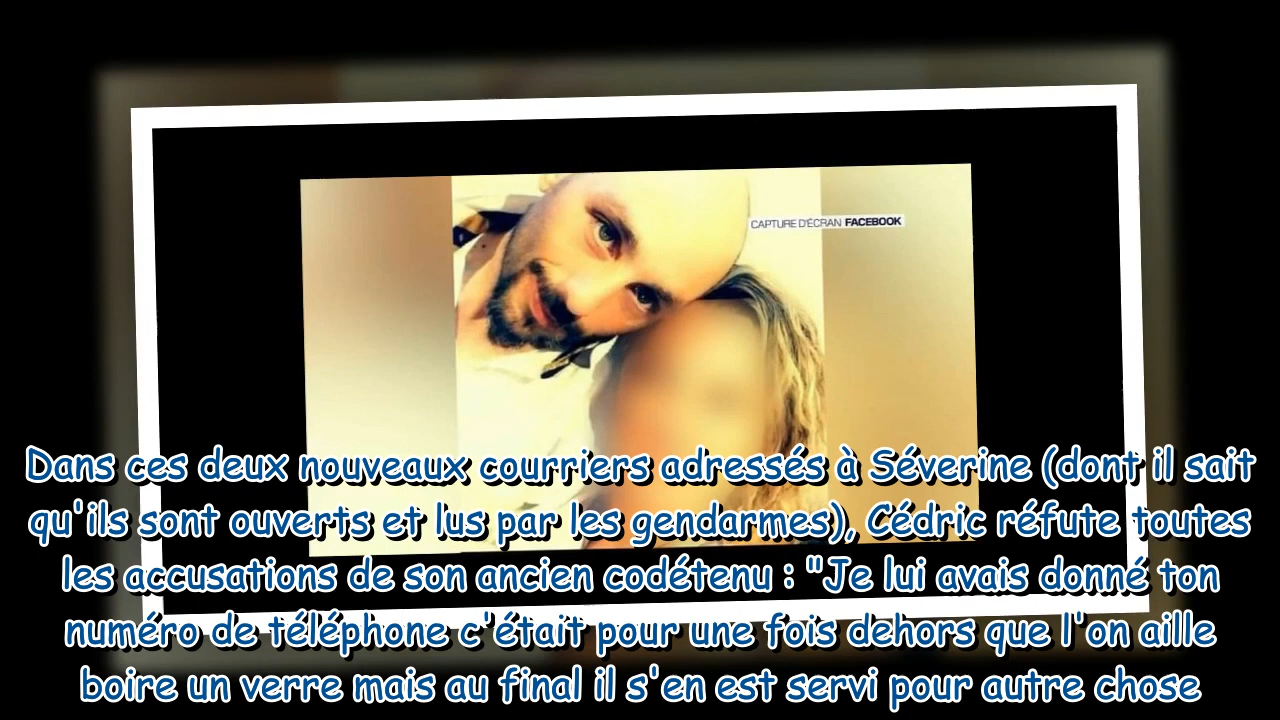 CAPTURE D'ÉCRAN FACEBOOK
Dans ces deux nouveaux courriers adressés à Séverine (dont il sait
qu'ils sont ouverts et lus par les gendarmes), Cédric réfute toutes
les accusations de son ancien codétenu : "Je lui avais donné ton
numéro de téléphone c'était pour une fois dehors que l'on aille
boire un verre mais au final il s'en est servi pour autre chose